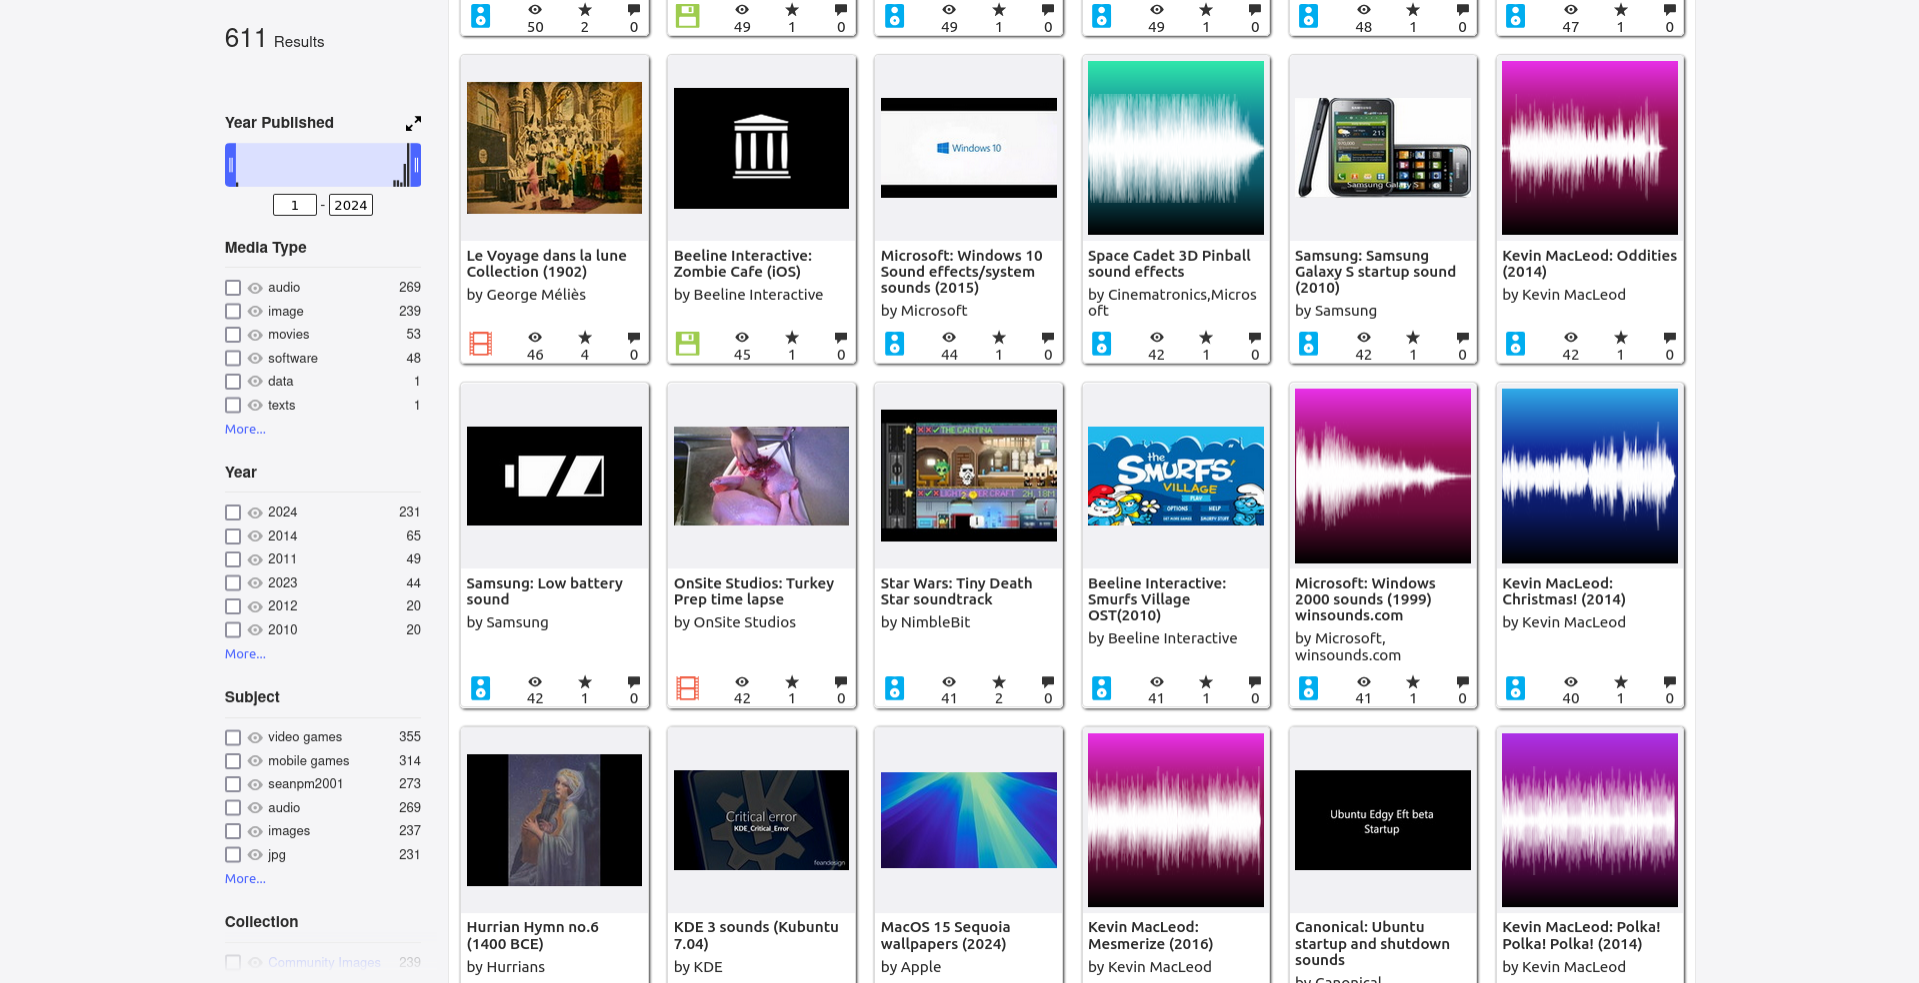 611 Results
Year Published
1 - 2024
Media Type
audio 269
image 239
movies 53
software 48
data 1
texts 1
More...
Year
2024 231
2014 65
2011 49
2023 44
2012 20
2010 20
More...
Subject
video games 355
mobile games 314
seanpm2001 273
audio 269
images 237
jpg 231
More...
Collection
Community Images 239
50 2 0
49 1 0
49 1 0
49 1 0
48 1 0
47 1 0
Le Voyage dans la lune
Collection (1902)
by George Méliès
46 4 0
Beeline Interactive:
Zombie Cafe (iOS)
by Beeline Interactive
45 1 0
Windows 10
Microsoft: Windows 10
Sound effects/system
sounds (2015)
by Microsoft
44 1 0
Space Cadet 3D Pinball
sound effects
by Cinematronics,Micros
oft
42 1 0
Samsung Galaxy S
Samsung: Samsung
Galaxy S startup sound
(2010)
by Samsung
42 1 0
Kevin MacLeod: Oddities
(2014)
by Kevin MacLeod
42 1 0
Samsung: Low battery
sound
by Samsung
42 1 0
OnSite Studios: Turkey
Prep time lapse
by OnSite Studios
42 1 0
THE CANTINA 5M
2H, 18M
Star Wars: Tiny Death
Star soundtrack
by NimbleBit
41 2 0
the
SMURFS'
VILLAGE
PLAY
OPTIONS HELP
GET MORE GAMES SMURFY STUFF
Beeline Interactive:
Smurfs Village
OST(2010)
by Beeline Interactive
41 1 0
Microsoft: Windows
2000 sounds (1999)
winsounds.com
by Microsoft,
winsounds.com
41 1 0
Kevin MacLeod:
Christmas! (2014)
by Kevin MacLeod
40 1 0
Hurrian Hymn no.6
(1400 BCE)
by Hurrians
Critical error
KDE_Critical_Error
feandesign
KDE 3 sounds (Kubuntu
7.04)
by KDE
MacOS 15 Sequoia
wallpapers (2024)
by Apple
Kevin MacLeod:
Mesmerize (2016)
by Kevin MacLeod
Ubuntu Edgy Eft beta
Startup
Canonical: Ubuntu
startup and shutdown
sounds
by Canonical
Kevin MacLeod: Polka!
Polka! Polka! (2014)
by Kevin MacLeod